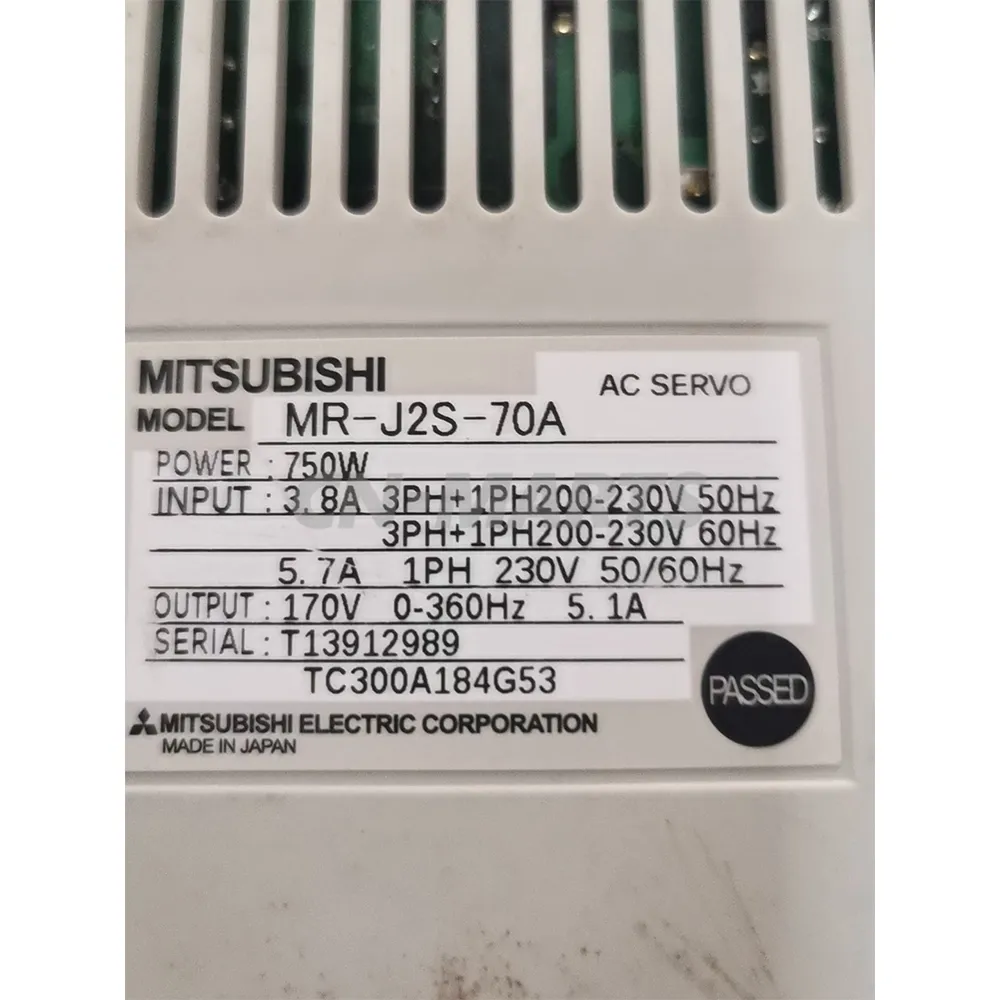 MITSUBISHI
AC SERVO
MODEL MR-J2S-70A
POWER : 750W
INPUT : 3.8A 3PH+1PH200-230V 50Hz
3PH+1PH200-230V 60Hz
5.7A 1PH 230V 50/60Hz
OUTPUT : 170V 0-360Hz 5.1A
SERIAL : T13912989
TC300A184G53
PASSED
MITSUBISHI ELECTRIC CORPORATION
MADE IN JAPAN